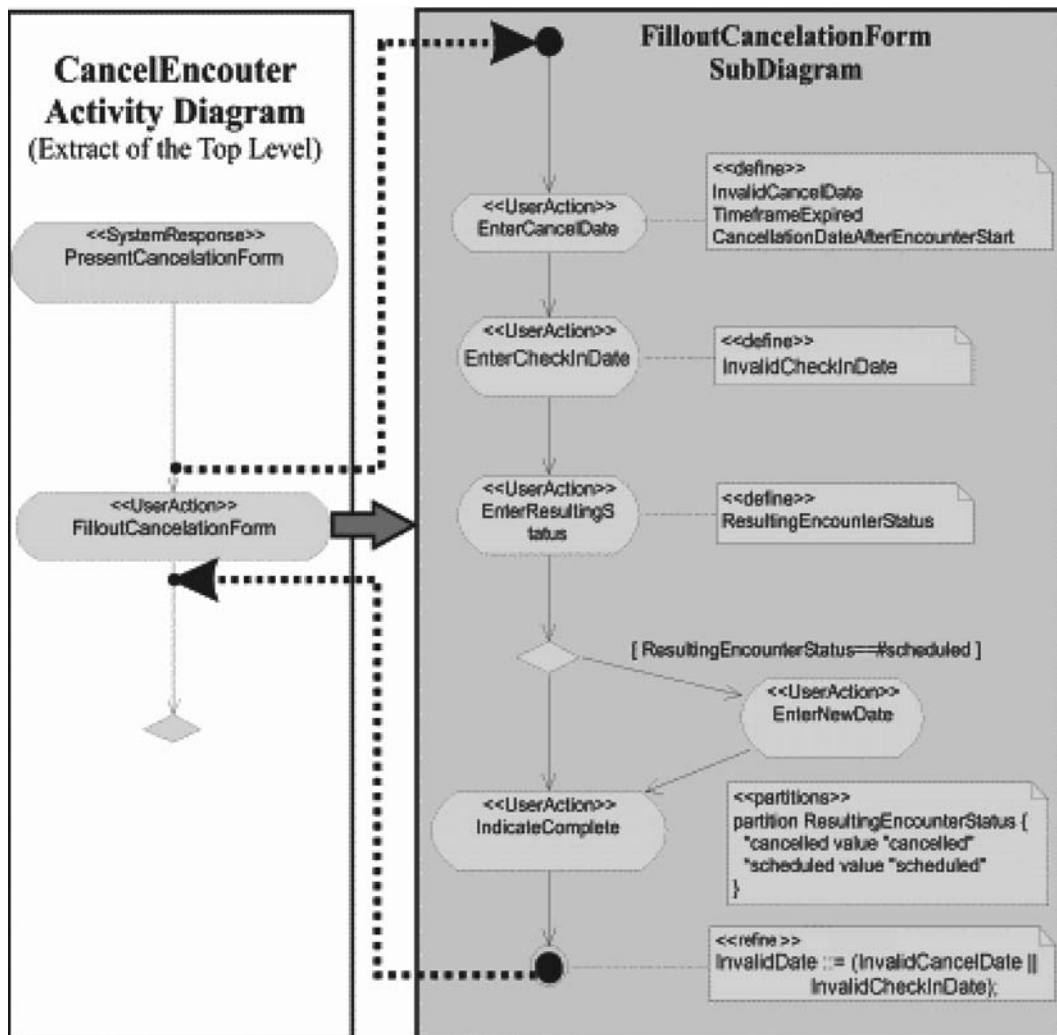 CancelEncouter
Activity Diagram
(Extract of the Top Level)
<<SystemResponse>>
PresentCancelationForm
<<UserAction>>
FilloutCancelationForm
FilloutCancelationForm
SubDiagram
<<UserAction>>
EnterCancelDate
<<define>>
InvalidCancelDate
TimeframeExpired
CancellationDateAfterEncounterStart
<<UserAction>>
EnterCheckInDate
<<define>>
InvalidCheckInDate
<<UserAction>>
EnterResultingS
tatus
<<define>>
ResultingEncounterStatus
[ ResultingEncounterStatus==#scheduled ]
<<UserAction>>
EnterNewDate
<<UserAction>>
IndicateComplete
<<partitions>>
partition ResultingEncounterStatus {
"cancelled value "cancelled"
"scheduled value "scheduled"
}
<<refine >>
InvalidDate ::= (InvalidCancelDate ||
InvalidCheckInDate);